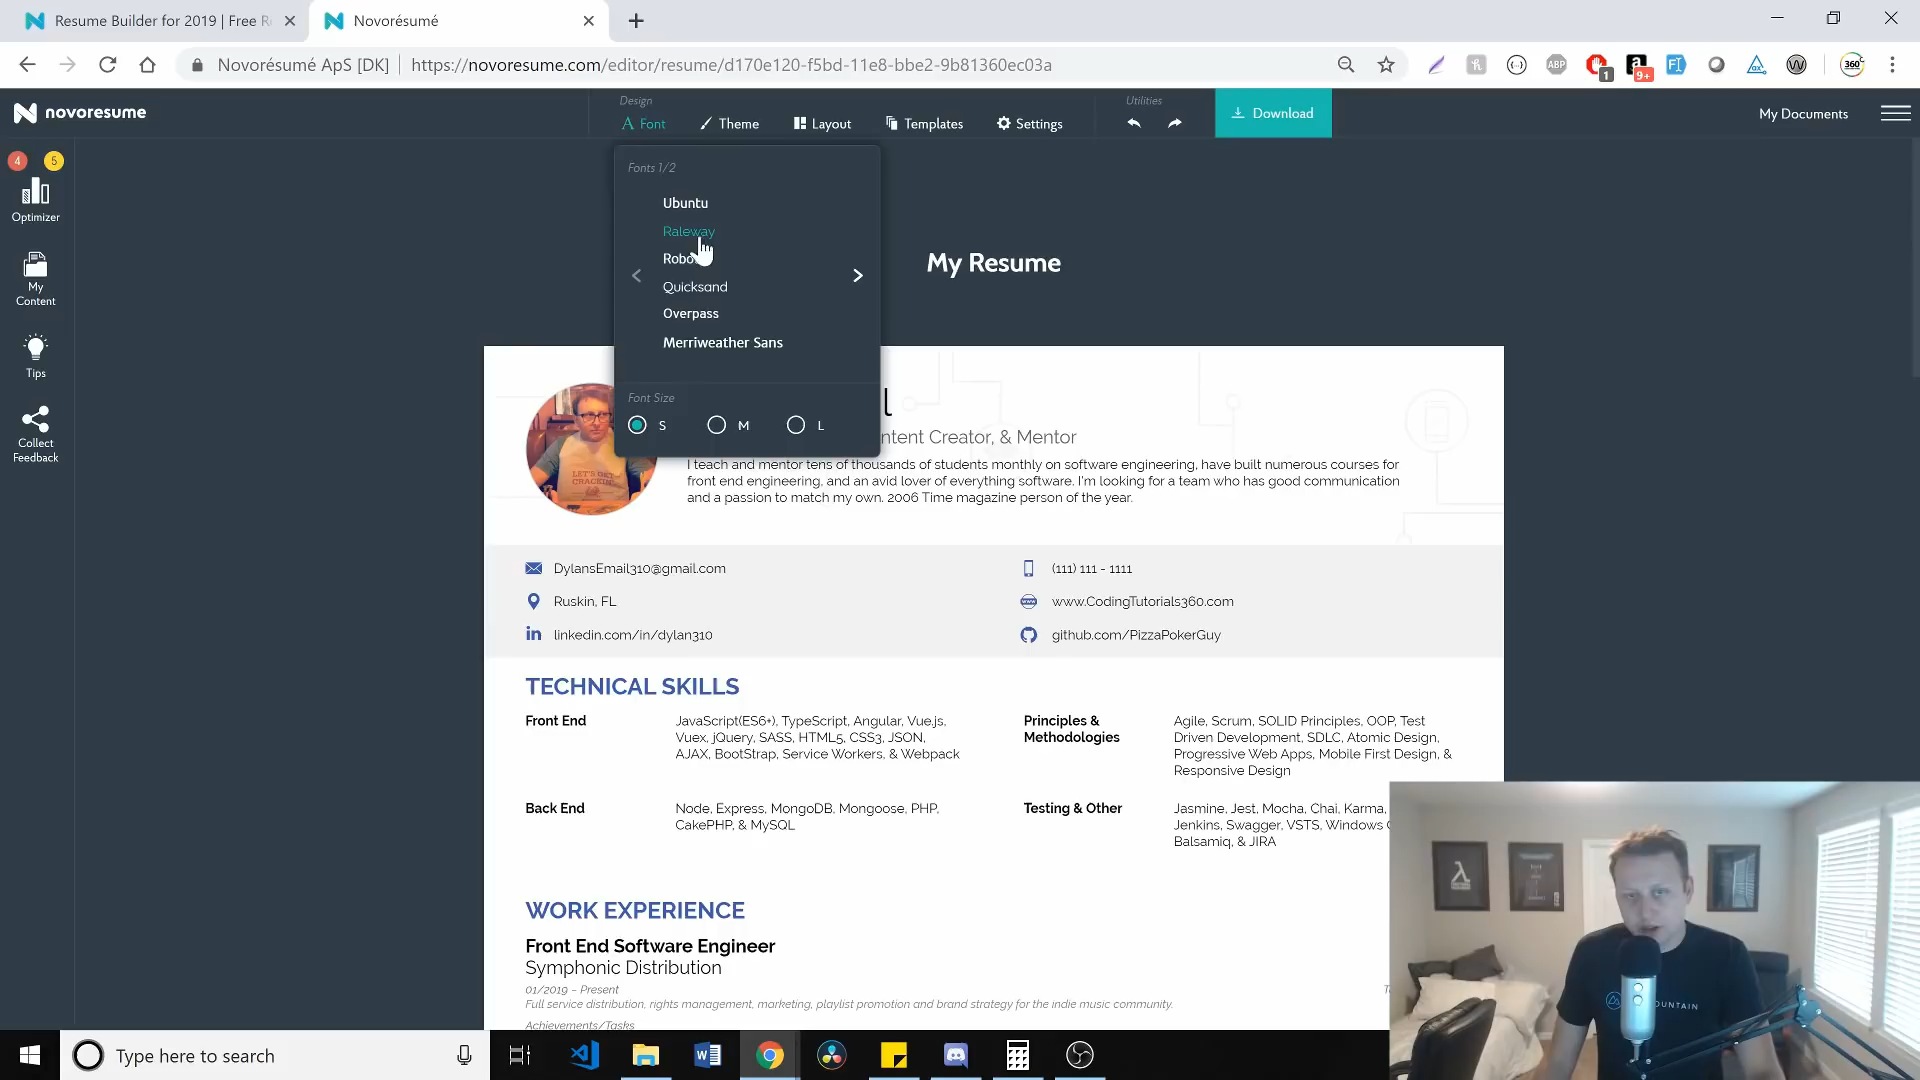 Resume Builder for 2019 | Free R
Novorésumé
Novorésumé ApS [DK]
https://novoresume.com/editor/resume/d170e120-f5bd-11e8-bbe2-9b81360ec03a
ABP
1
9+
360
novoresume
Design
Font
Theme
Layout
Templates
Settings
Utilities
Download
My Documents
4
5
Optimizer
My
Content
Tips
Collect
Feedback
Fonts 1/2
Ubuntu
Raleway
Robo
Quicksand
Overpass
Merriweather Sans
Font Size
S
M
L
My Resume
l
ntent Creator, & Mentor
I teach and mentor tens of thousands of students monthly on software engineering, have built numerous courses for
front end engineering, and an avid lover of everything software. I'm looking for a team who has good communication
and a passion to match my own. 2006 Time magazine person of the year.
LET'S GET
CRACKIN'
DylansEmail310@gmail.com
(111) 111 - 1111
Ruskin, FL
www.CodingTutorials360.com
linkedin.com/in/dylan310
github.com/PizzaPokerGuy
TECHNICAL SKILLS
Front End
JavaScript(ES6+), TypeScript, Angular, Vue.js,
Vuex, jQuery, SASS, HTML5, CSS3, JSON,
AJAX, BootStrap, Service Workers, & Webpack
Principles &
Methodologies
Agile, Scrum, SOLID Principles, OOP, Test
Driven Development, SDLC, Atomic Design,
Progressive Web Apps, Mobile First Design, &
Responsive Design
Back End
Node, Express, MongoDB, Mongoose, PHP,
CakePHP, & MySQL
Testing & Other
Jasmine, Jest, Mocha, Chai, Karma,
Jenkins, Swagger, VSTS, Windows
Balsamiq, & JIRA
WORK EXPERIENCE
Front End Software Engineer
Symphonic Distribution
01/2019 – Present
Full service distribution, rights management, marketing, playlist promotion and brand strategy for the indie music community.
Achievements/Tasks
OUNTAIN
Type here to search